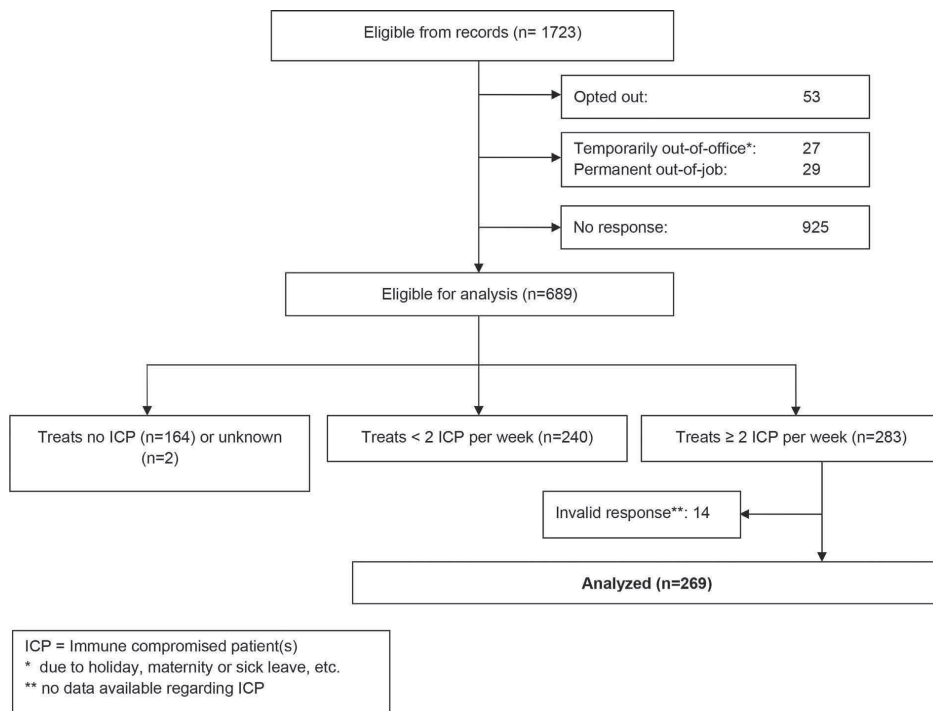 Eligible from records (n= 1723)
Opted out: 53
Temporarily out-of-office*: 27
Permanent out-of-job: 29
No response: 925
Eligible for analysis (n=689)
Treats no ICP (n=164) or unknown
(n=2)
Treats < 2 ICP per week (n=240)
Treats ≥ 2 ICP per week (n=283)
Invalid response**: 14
Analyzed (n=269)
ICP = Immune compromised patient(s)
* due to holiday, maternity or sick leave, etc.
** no data available regarding ICP